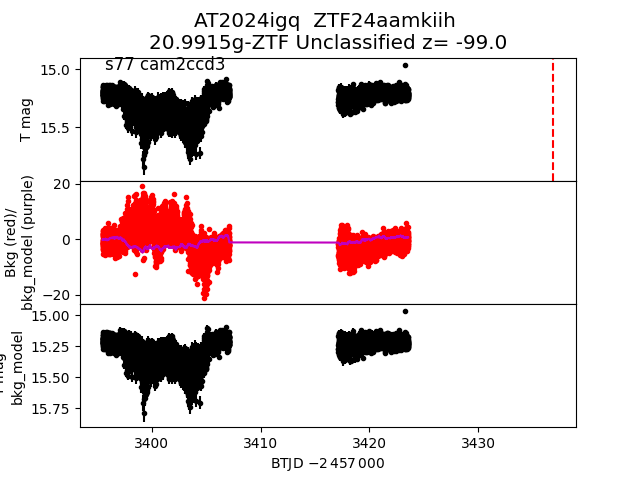 AT2024igq  ZTF24aamkiih
20.9915g-ZTF Unclassified z= -99.0
s77 cam2ccd3
15.0
15.5
T mag
20
0
−20
Bkg (red)/
bkg_model (purple)
15.00
15.25
15.50
15.75
mag
bkg_model
3400
3410
3420
3430
BTJD −2 457 000